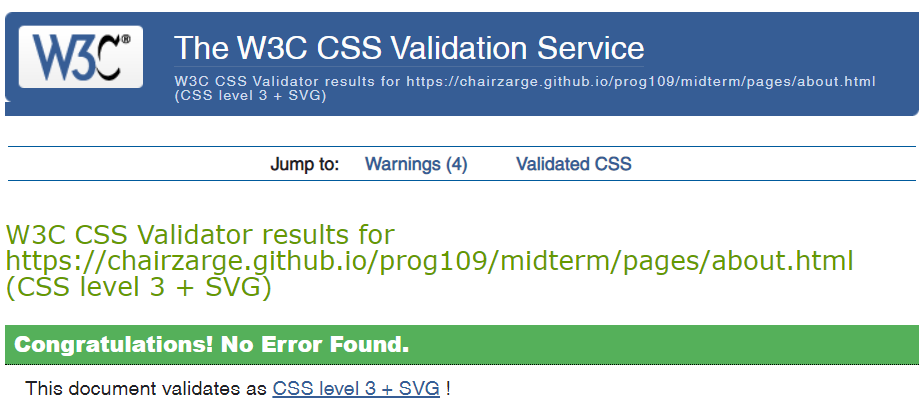 W3C®
The W3C CSS Validation Service
W3C CSS Validator results for https://chairzarge.github.io/prog109/midterm/pages/about.html
(CSS level 3 + SVG)
Jump to: Warnings (4) Validated CSS
W3C CSS Validator results for
https://chairzarge.github.io/prog109/midterm/pages/about.html
(CSS level 3 + SVG)
Congratulations! No Error Found.
This document validates as CSS level 3 + SVG !